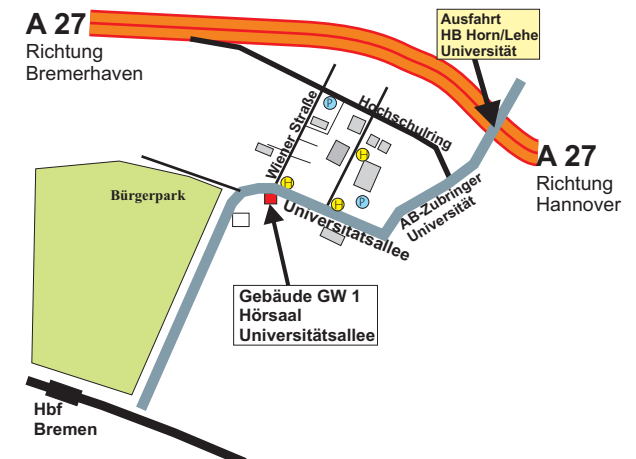 A 27
Richtung
Bremerhaven
Ausfahrt
HB Horn/Lehe
Universität
A 27
Richtung
Hannover
Hochschulring
Wiener Straße
P
H
H
H
P
AB-Zubringer
Universität
Universitätsallee
Bürgerpark
Gebäude GW 1
Hörsaal
Universitätsallee
Hbf
Bremen